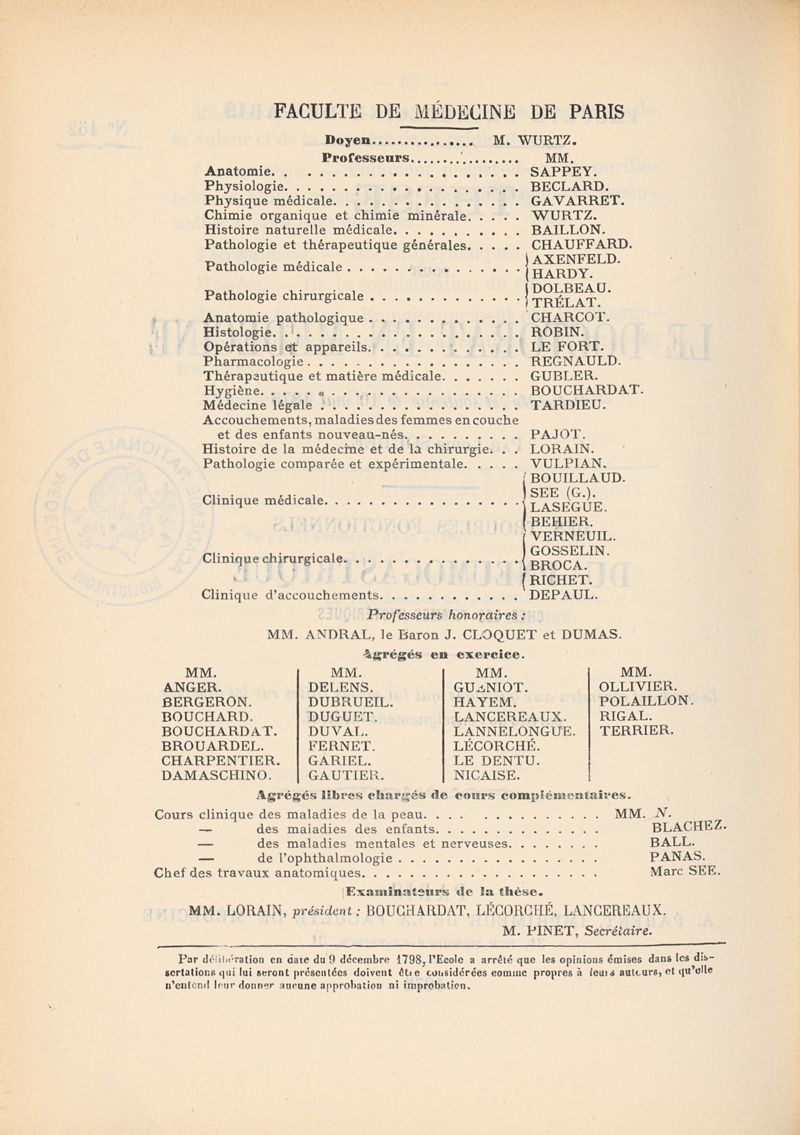 FACULTE DE MÉDECINE DE PARIS
Doyen................ M. WURTZ.
Professeurs.................. MM.
Anatomie. . . . . . . . . . . . . . . . . . . SAPPEY.
Physiologie. . . . . . . . . . . . . . . . . . BECLARD.
Physique médicale. . . . . . . . . . . . . . . GAVARRET.
Chimie organique et chimie minérale. . . . . WURTZ.
Histoire naturelle médicale. . . . . . . . . . BAILLON.
Pathologie et thérapeutique générales. . . . . CHAUFFARD.
Pathologie médicale . . . . . . . . . . . . . . AXENFELD.
HARDY.
Pathologie chirurgicale . . . . . . . . . . . . DOLBEAU.
TRÉLAT.
Anatomie pathologique . . . . . . . . . . . . CHARCOT.
Histologie. . . . . . . . . . . . . . . . . . . ROBIN.
Opérations et appareils. . . . . . . . . . . . LE FORT.
Pharmacologie . . . . . . . . . . . . . . . . REGNAULD.
Thérapeutique et matière médicale. . . . . . . GUBLER.
Hygiène. . . . . . . . . . . . . . . . . . . . BOUCHARDAT.
Médecine légale . . . . . . . . . . . . . . . TARDIEU.
Accouchements, maladies des femmes en couche
et des enfants nouveau-nés. . . . . . . . . . PAJOT.
Histoire de la médecine et de la chirurgie. . . LORAIN.
Pathologie comparée et expérimentale. . . . . VULPIAN.
Clinique médicale. . . . . . . . . . . . . . . . BOUILLAUD.
SEE (G.).
LASEGUE.
BEHIER.
Clinique chirurgicale. . . . . . . . . . . . . . VERNEUIL.
GOSSELIN.
BROCA.
RICHET.
Clinique d'accouchements. . . . . . . . . . . DEPAUL.
Professeurs honoraires :
MM. ANDRAL, le Baron J. CLOQUET et DUMAS.
Agrégés en exercice.
MM. MM. MM. MM.
ANGER. DELENS. GUENIOT. OLLIVIER.
BERGERON. DUBRUEIL. HAYEM. POLAILLON.
BOUCHARD. DUGUET. LANCEREAUX. RIGAL.
BOUCHARDAT. DUVAL. LANNELONGUE. TERRIER.
BROUARDEL. FERNET. LÉCORCHÉ.
CHARPENTIER. GARIEL. LE DENTU.
DAMASCHINO. GAUTIER. NICAISE.
Agrégés libres chargés de cours complémentaires.
Cours clinique des maladies de la peau. . . . . . . . . . . . . . MM. N.
— des maladies des enfants. . . . . . . . . . . . . . . BLACHEZ.
— des maladies mentales et nerveuses. . . . . . . BALL.
— de l'ophthalmologie . . . . . . . . . . . . . . . . . PANAS.
Chef des travaux anatomiques. . . . . . . . . . . . . . . . . . Marc SEE.
Examinateurs de la thèse.
MM. LORAIN, président : BOUCHARDAT, LÉCORCHÉ, LANCEREAUX.
M. PINET, Secrétaire.
Par délibération en date du 9 décembre 1798, l'Ecole a arrêté que les opinions émises dans les dis-
sertations qui lui seront présentées doivent être considérées comme propres à leurs auteurs, et qu'elle
n'entend leur donner aucune approbation ni improbation.